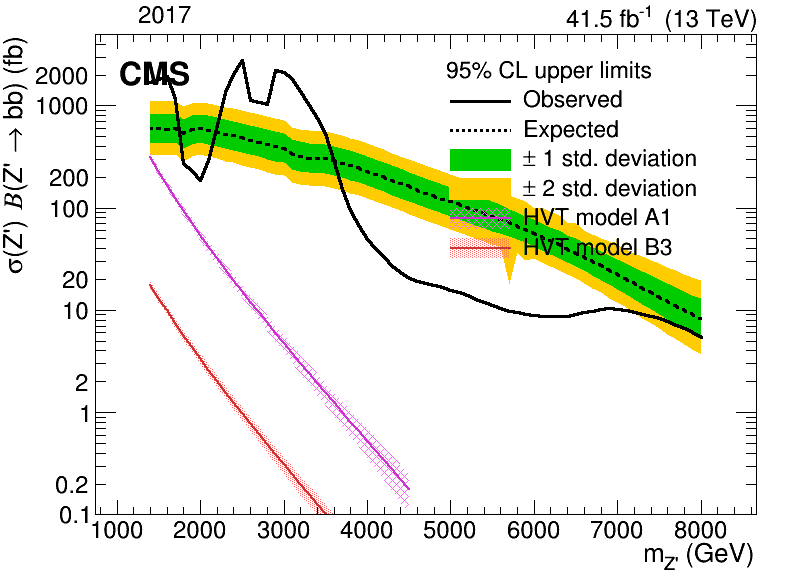 2017
41.5 fb⁻¹ (13 TeV)
CMS
95% CL upper limits
Observed
Expected
± 1 std. deviation
± 2 std. deviation
HVT model A1
HVT model B3
σ(Z') B(Z' → bb) (fb)
2000
1000
200
100
20
10
2
1
0.2
0.1
1000 2000 3000 4000 5000 6000 7000 8000
m_Z' (GeV)